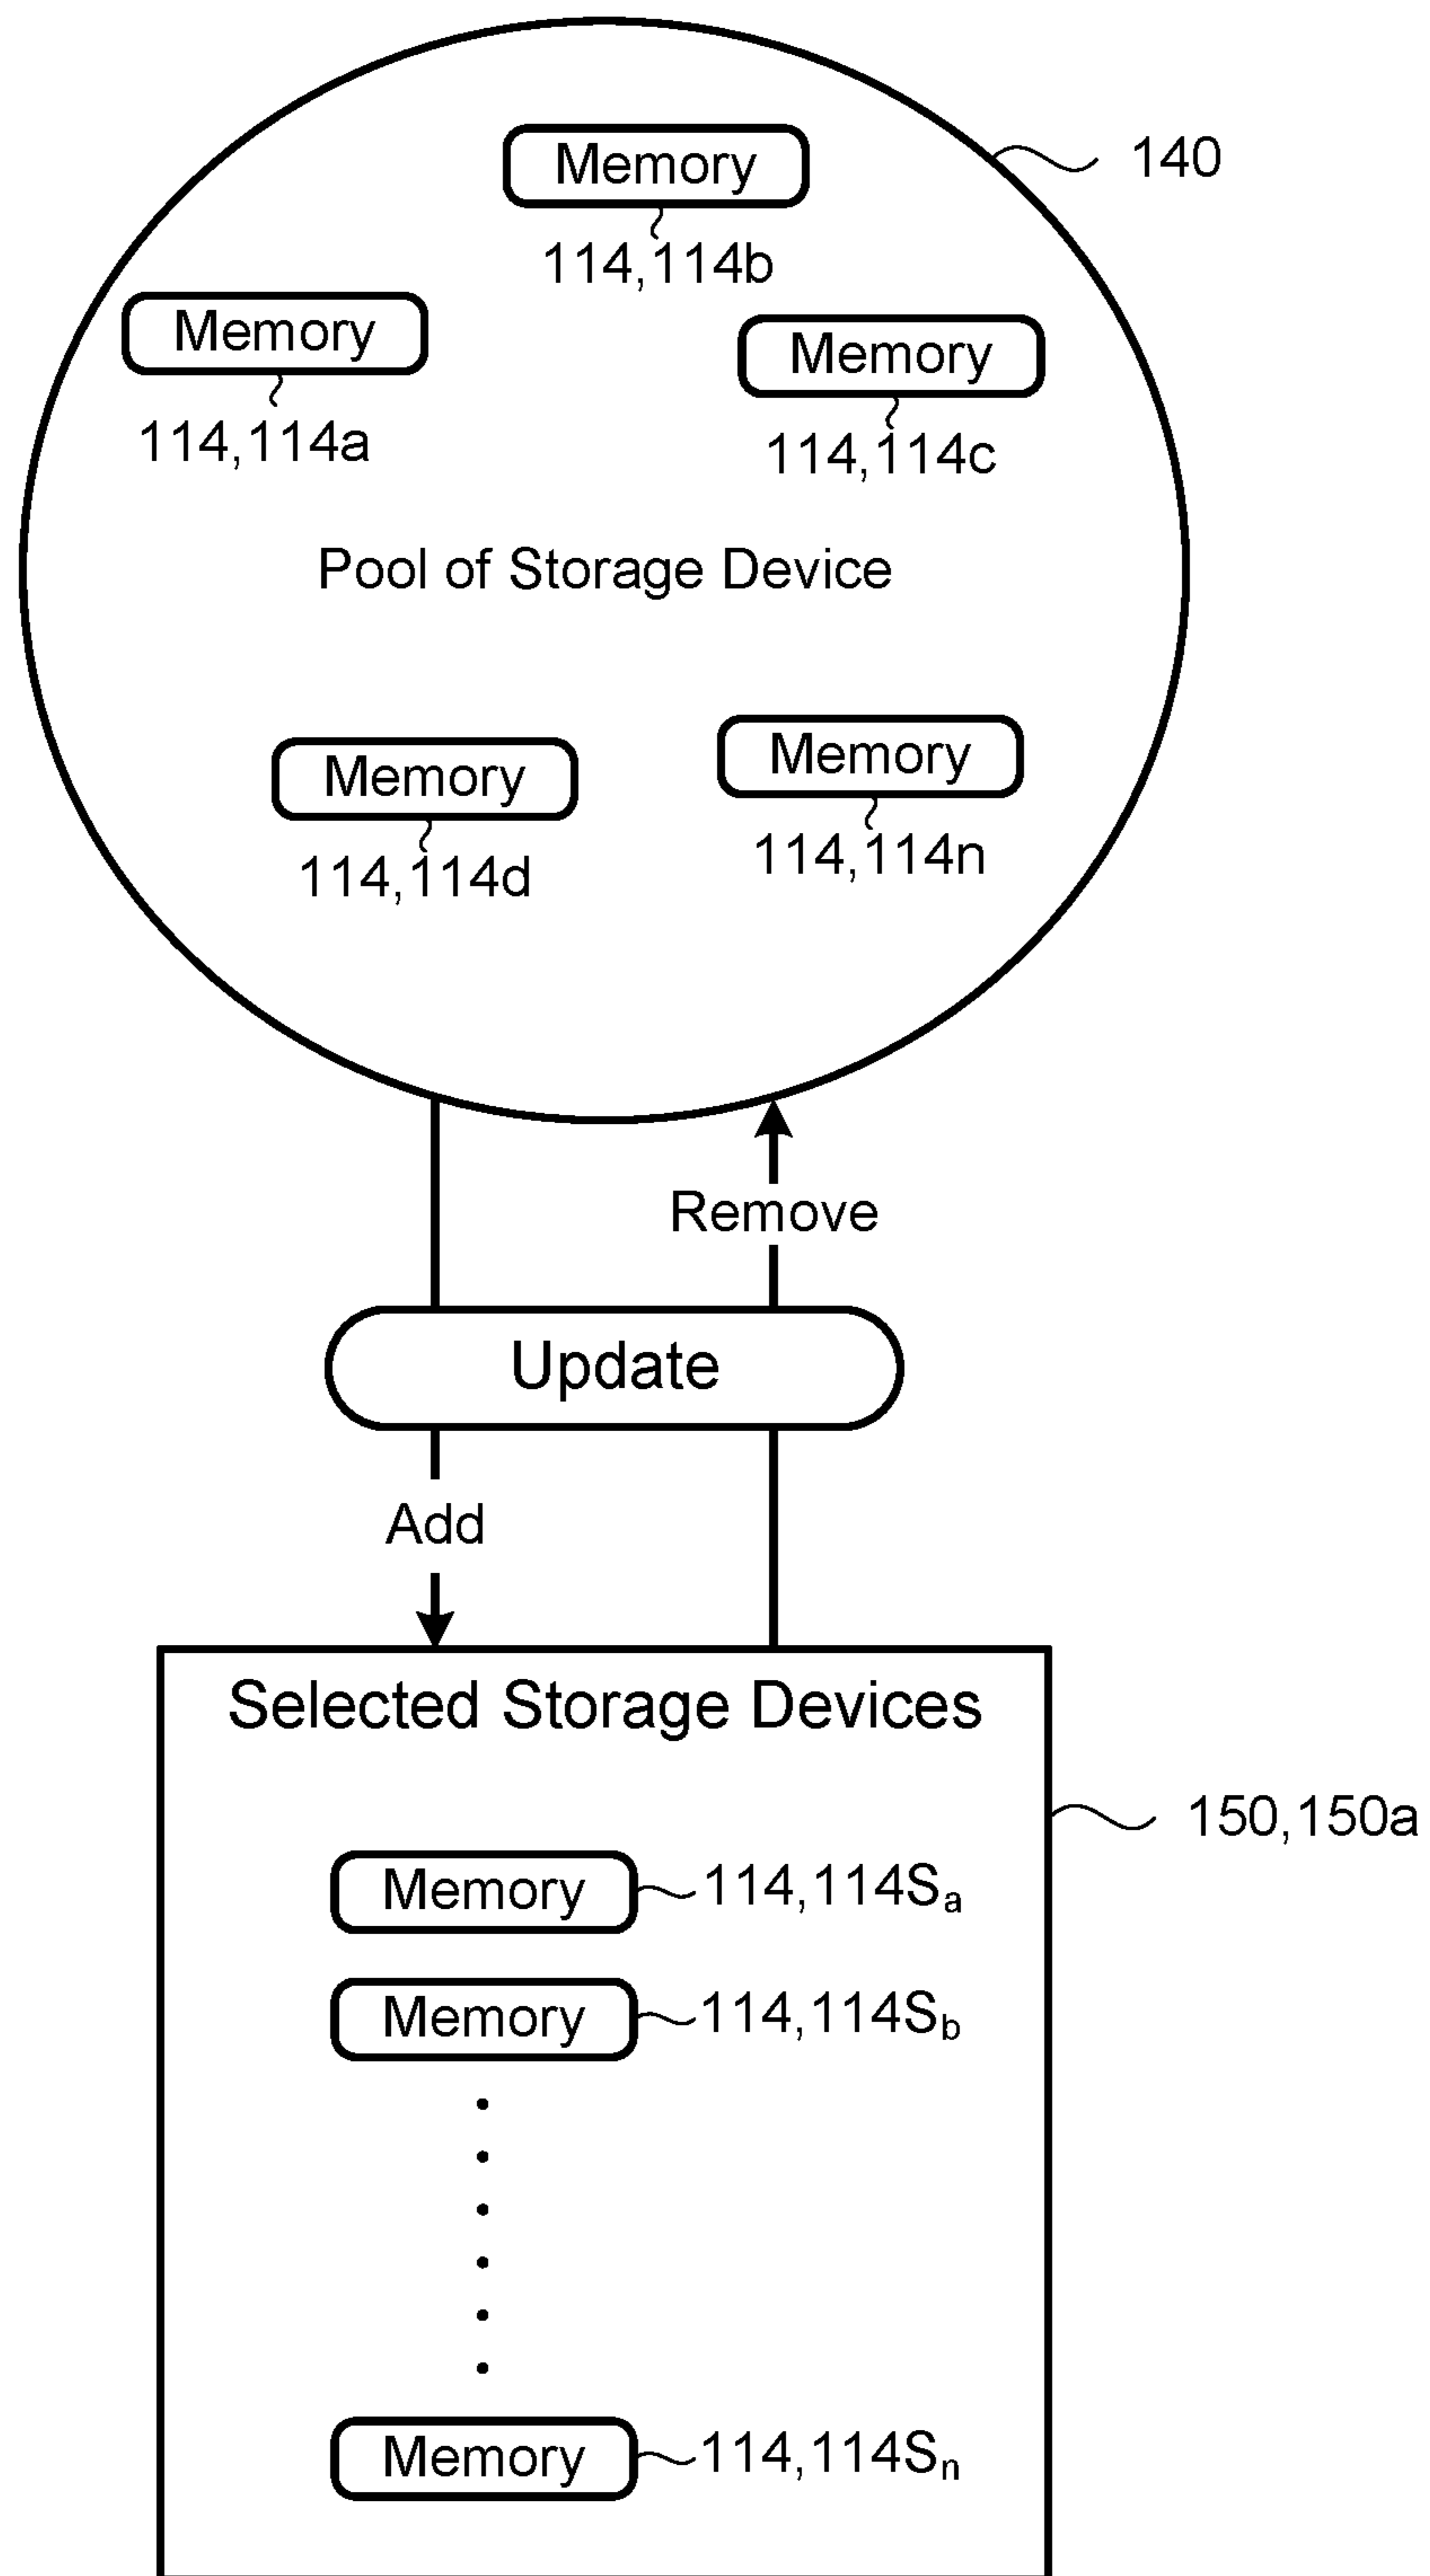 140
Memory
114,114b
Memory
114,114a
Memory
114,114c
Pool of Storage Device
Memory
114,114d
Memory
114,114n
Remove
Update
Add
Selected Storage Devices
150,150a
Memory 114,114Sₐ
Memory 114,114S_b
Memory 114,114Sₙ